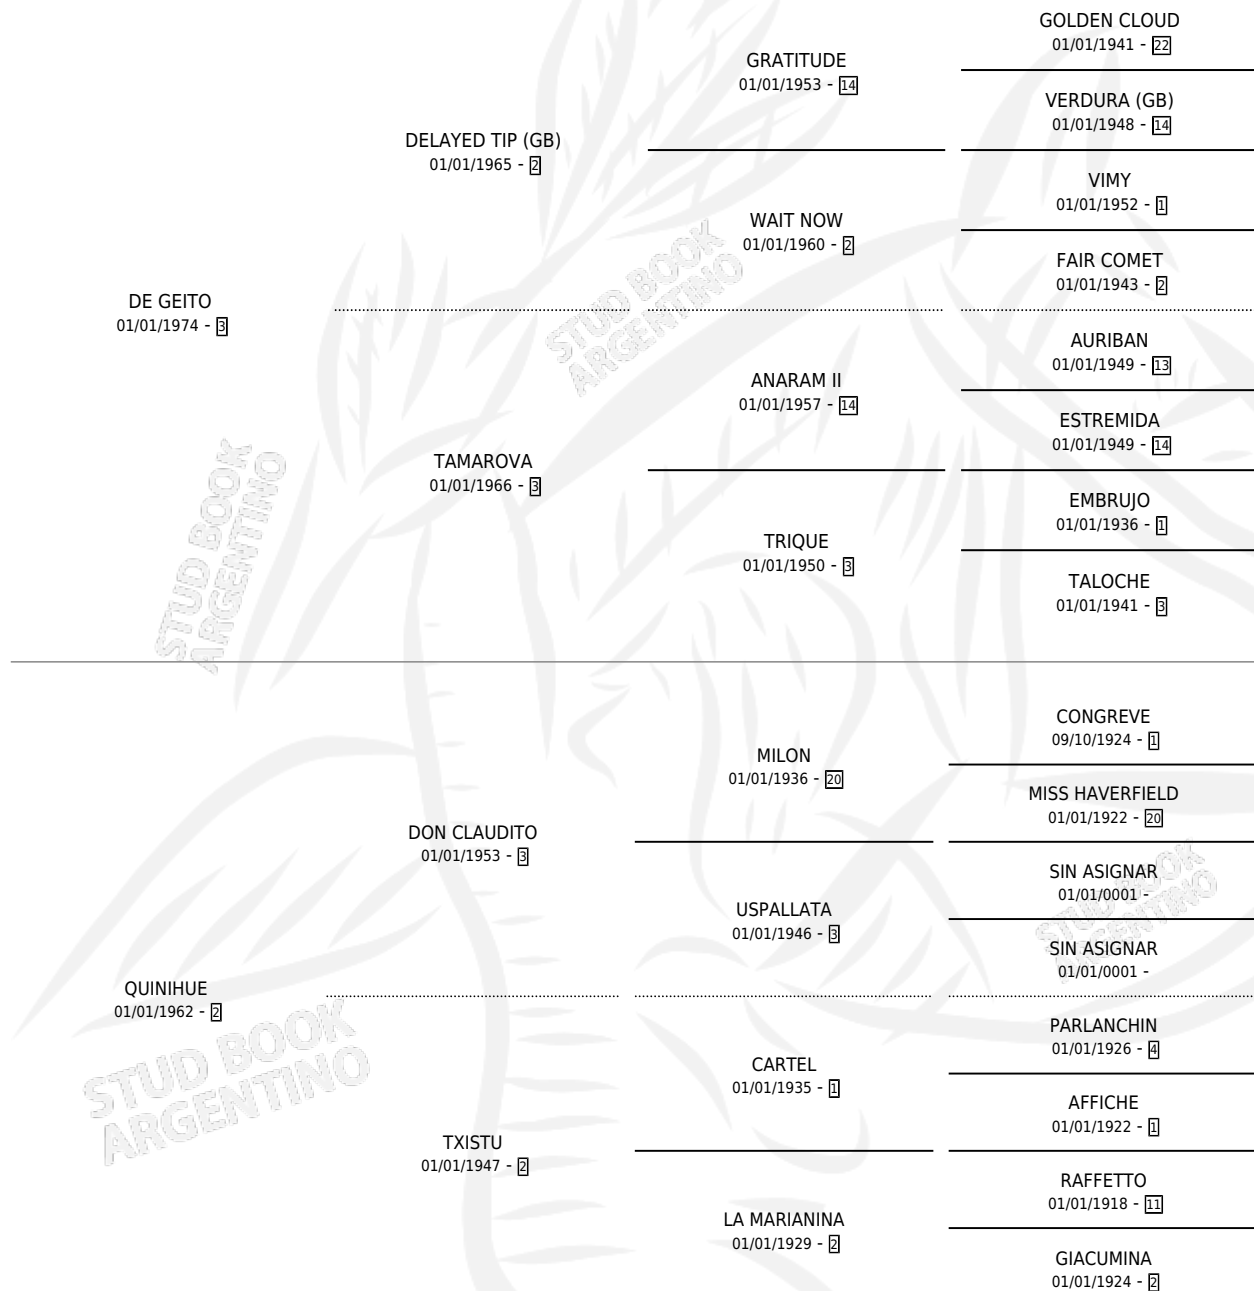 GOLDEN CLOUD
01/01/1941 - 22
GRATITUDE
01/01/1953 - 14
VERDURA (GB)
01/01/1948 - 14
DELAYED TIP (GB)
01/01/1965 - 2
VIMY
01/01/1952 - 1
WAIT NOW
01/01/1960 - 2
FAIR COMET
01/01/1943 - 2
DE GEITO
01/01/1974 - 3
AURIBAN
01/01/1949 - 13
ANARAM II
01/01/1957 - 14
ESTREMIDA
01/01/1949 - 14
TAMAROVA
01/01/1966 - 3
EMBRUJO
01/01/1936 - 1
TRIQUE
01/01/1950 - 3
TALOCHE
01/01/1941 - 3
CONGREVE
09/10/1924 - 1
MILON
01/01/1936 - 20
MISS HAVERFIELD
01/01/1922 - 20
DON CLAUDITO
01/01/1953 - 3
SIN ASIGNAR
01/01/0001 -
USPALLATA
01/01/1946 - 3
SIN ASIGNAR
01/01/0001 -
QUINIHUE
01/01/1962 - 2
PARLANCHIN
01/01/1926 - 4
CARTEL
01/01/1935 - 1
AFFICHE
01/01/1922 - 1
TXISTU
01/01/1947 - 2
RAFFETTO
01/01/1918 - 11
LA MARIANINA
01/01/1929 - 2
GIACUMINA
01/01/1924 - 2
STUD BOOK
ARGENTINO
STUD BOOK
ARGENTINO
STUD BOOK
ARGENTINO
STUD BOOK
ARGENTINO